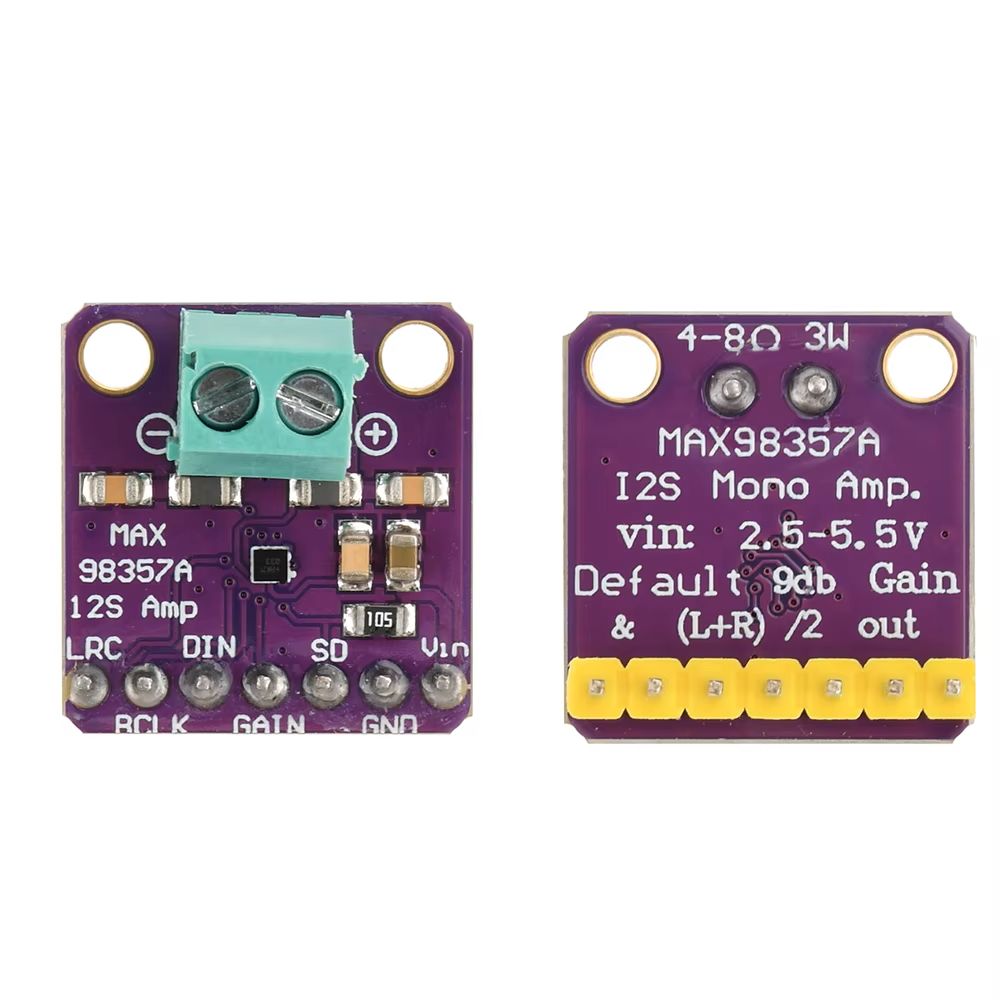 ⊖ ⊕
MAX
98357A
I2S Amp
105
LRC DIN SD Vin
BCLK GAIN GND
4-8Ω 3W
MAX98357A
I2S Mono Amp.
vin: 2.5-5.5V
Default 9db Gain
& (L+R) /2 out